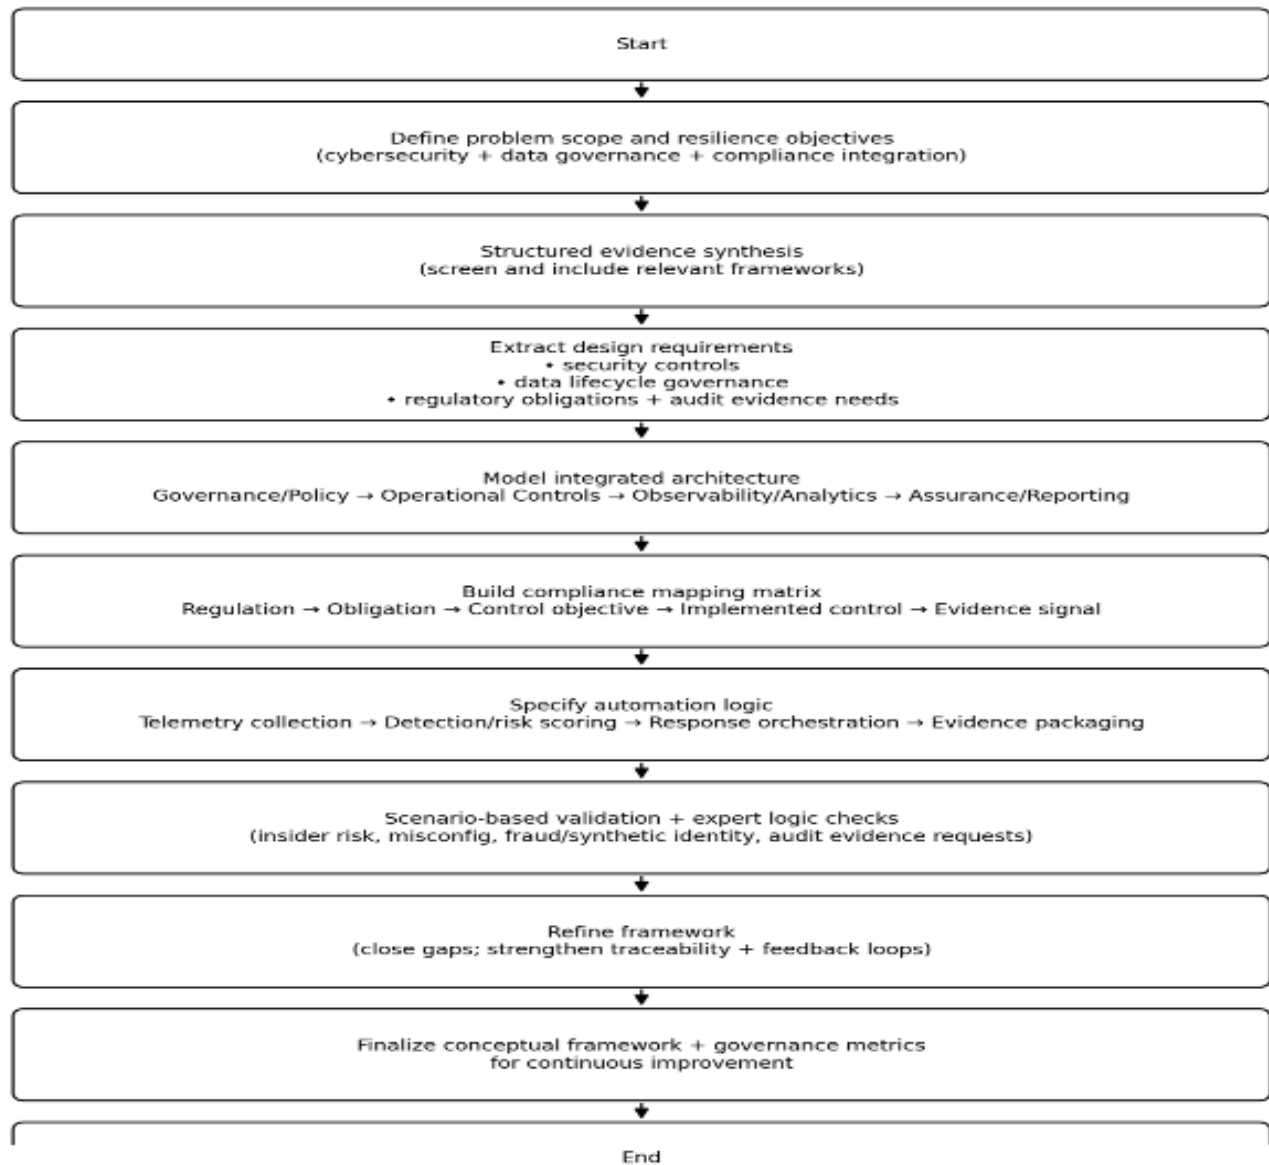 Start
Define problem scope and resilience objectives
(cybersecurity + data governance + compliance integration)
Structured evidence synthesis
(screen and include relevant frameworks)
Extract design requirements
• security controls
• data lifecycle governance
• regulatory obligations + audit evidence needs
Model integrated architecture
Governance/Policy → Operational Controls → Observability/Analytics → Assurance/Reporting
Build compliance mapping matrix
Regulation → Obligation → Control objective → Implemented control → Evidence signal
Specify automation logic
Telemetry collection → Detection/risk scoring → Response orchestration → Evidence packaging
Scenario-based validation + expert logic checks
(insider risk, misconfig, fraud/synthetic identity, audit evidence requests)
Refine framework
(close gaps; strengthen traceability + feedback loops)
Finalize conceptual framework + governance metrics
for continuous improvement
End